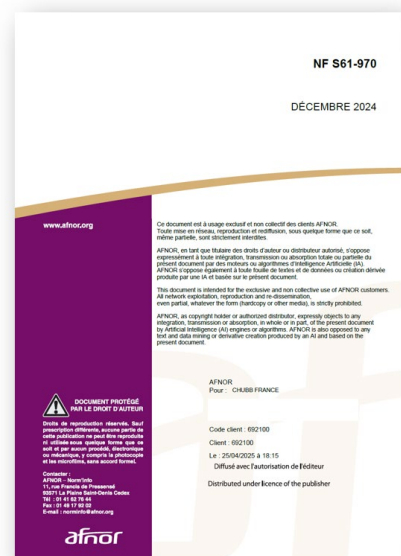 NF S61-970
DÉCEMBRE 2024
www.afnor.org
Ce document est à usage exclusif et non collectif des clients AFNOR.
Toute mise en réseau, reproduction et rediffusion, sous quelque forme que ce soit,
même partielle, sont strictement interdites.
AFNOR, en tant que titulaire des droits d'auteur ou distributeur autorisé, s'oppose
expressément à toute intégration, transmission ou absorption totale ou partielle du
présent document par des moteurs ou algorithmes d'Intelligence Artificielle (IA).
AFNOR s'oppose également à toute fouille de textes et de données ou création dérivée
produite par une IA et basée sur le présent document.
This document is intended for the exclusive and non collective use of AFNOR customers.
All network exploitation, reproduction and re-dissemination,
even partial, whatever the form (hardcopy or other media), is strictly prohibited.
AFNOR, as copyright holder or authorized distributor, expressly objects to any
integration, transmission or absorption, in whole or in part, of the present document
by Artificial Intelligence (AI) engines or algorithms. AFNOR is also opposed to any
text and data mining or derivative creation produced by an AI and based on the
present document.
DOCUMENT PROTÉGÉ
PAR LE DROIT D'AUTEUR
Droits de reproduction réservés. Sauf
prescription différente, aucune partie de
cette publication ne peut être reproduite
ni utilisée sous quelque forme que ce
soit et par aucun procédé, électronique
ou mécanique, y compris la photocopie
et les microfilms, sans accord formel.
Contacter :
AFNOR – Norm'Info
11, rue Francis de Pressensé
93571 La Plaine Saint-Denis Cedex
Tél : 01 41 62 76 44
Fax : 01 49 17 92 02
E-mail : norminfo@afnor.org
afnor
AFNOR
Pour : CHUBB FRANCE
Code client : 692100
Client : 692100
Le : 25/04/2025 à 18:15
Diffusé avec l'autorisation de l'éditeur
Distributed under licence of the publisher